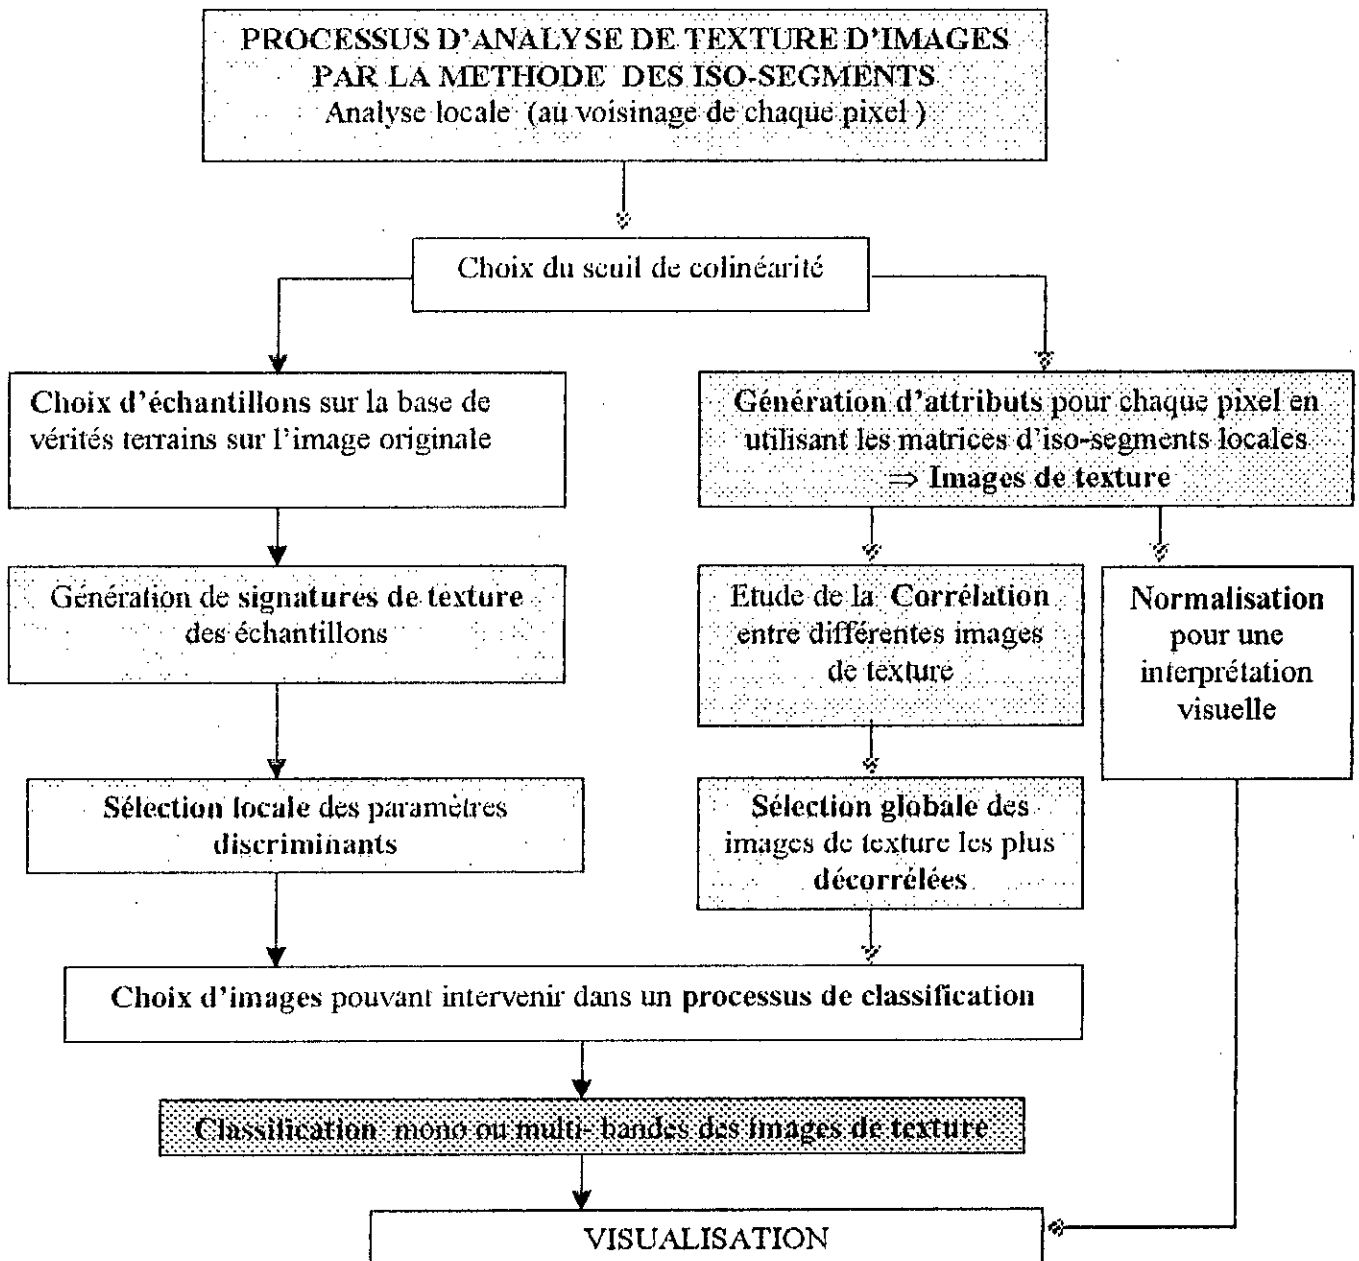 PROCESSUS D'ANALYSE DE TEXTURE D'IMAGES
PAR LA METHODE DES ISO-SEGMENTS
Analyse locale (au voisinage de chaque pixel )
Choix du seuil de colinéarité
Choix d'échantillons sur la base de
vérités terrains sur l'image originale
Génération d'attributs pour chaque pixel en
utilisant les matrices d'iso-segments locales
⇒ Images de texture
Génération de signatures de texture
des échantillons
Etude de la Corrélation
entre différentes images
de texture
Normalisation
pour une
interprétation
visuelle
Sélection locale des paramètres
discriminants
Sélection globale des
images de texture les plus
décorrélées
Choix d'images pouvant intervenir dans un processus de classification
Classification mono ou multi- bandes des images de texture
VISUALISATION